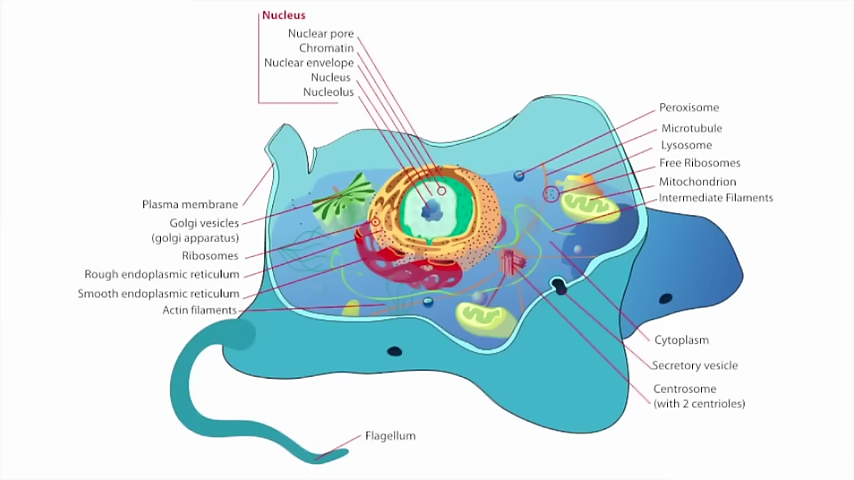 Nucleus
Nuclear pore
Chromatin
Nuclear envelope
Nucleus
Nucleolus
Plasma membrane
Golgi vesicles
(golgi apparatus)
Ribosomes
Rough endoplasmic reticulum
Smooth endoplasmic reticulum
Actin filaments
Flagellum
Peroxisome
Microtubule
Lysosome
Free Ribosomes
Mitochondrion
Intermediate Filaments
Cytoplasm
Secretory vesicle
Centrosome
(with 2 centrioles)